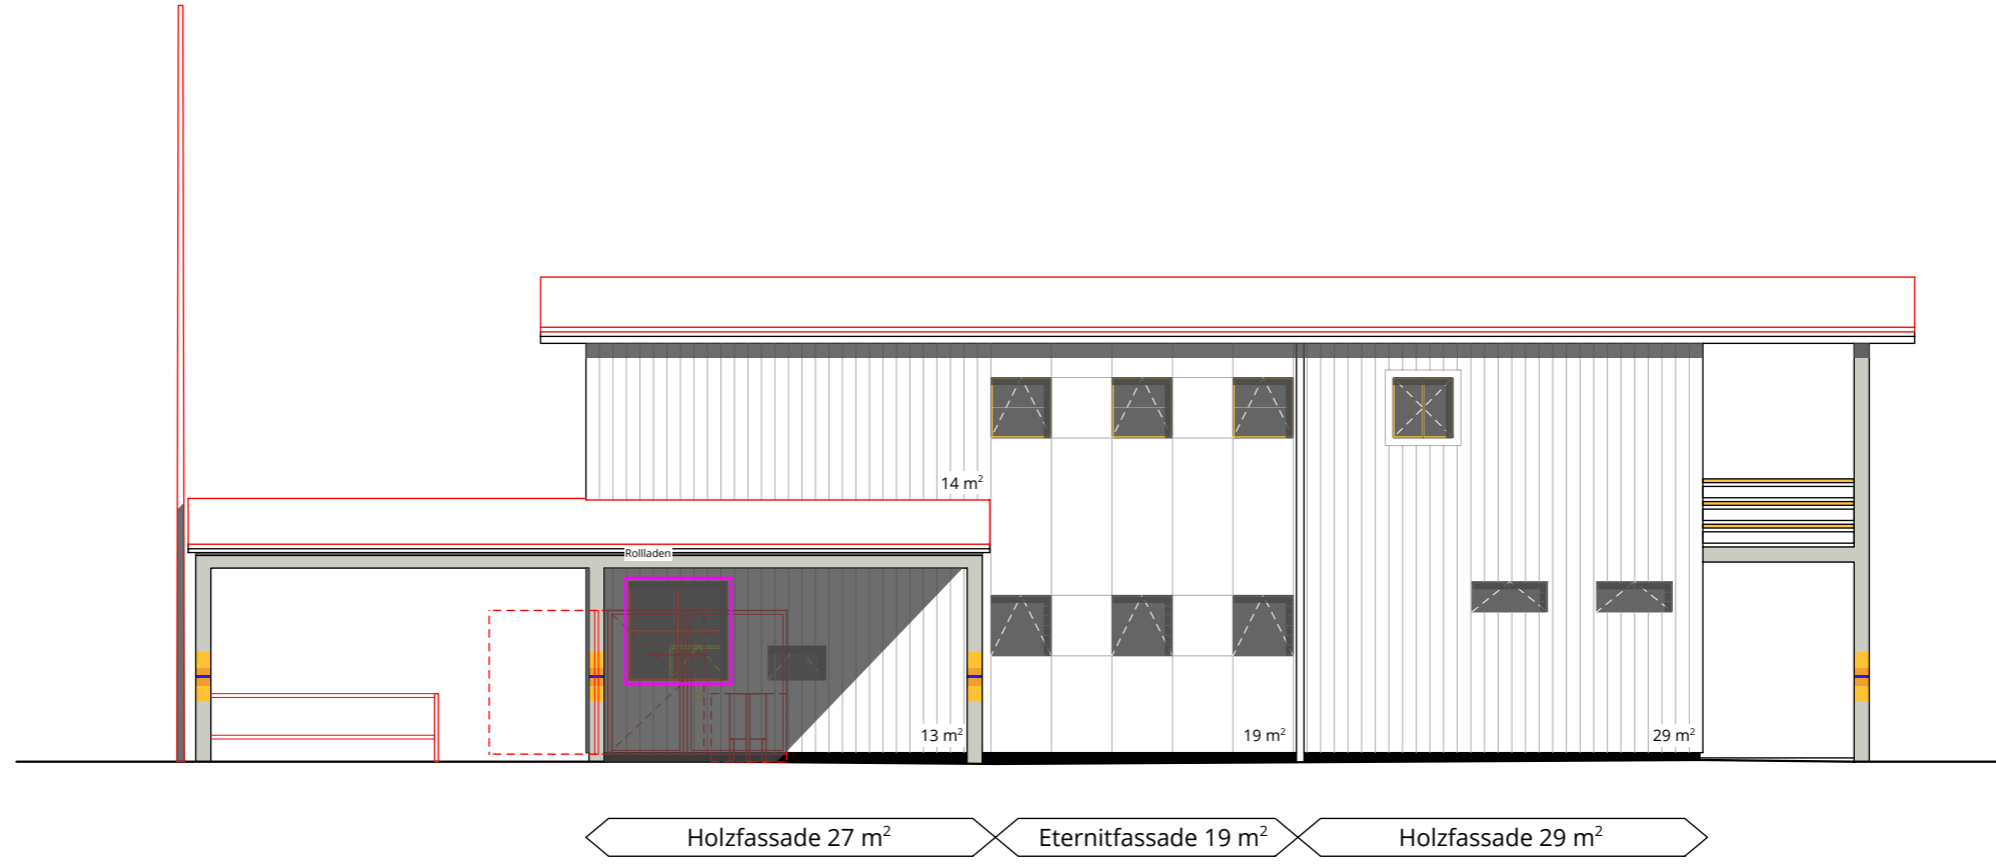 14 m²
Rollladen
13 m²
19 m²
29 m²
Holzfassade 27 m²
Eternitfassade 19 m²
Holzfassade 29 m²